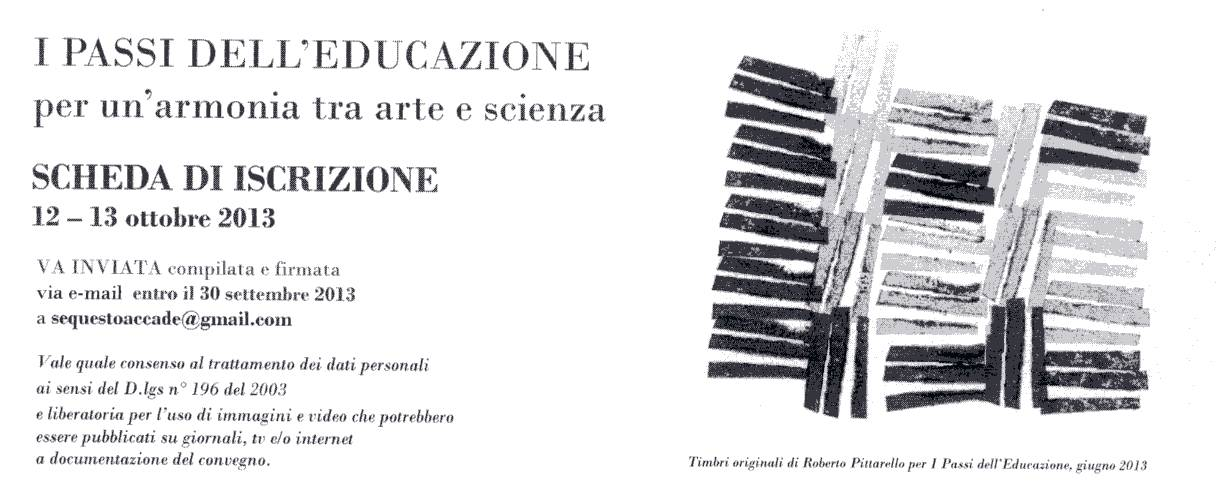 I PASSI DELL'EDUCAZIONE
per un'armonia tra arte e scienza
SCHEDA DI ISCRIZIONE
12 – 13 ottobre 2013
VA INVIATA compilata e firmata
via e-mail entro il 30 settembre 2013
a sequestoaccade@gmail.com
Vale quale consenso al trattamento dei dati personali
ai sensi del D.lgs n° 196 del 2003
e liberatoria per l'uso di immagini e video che potrebbero
essere pubblicati su giornali, tv e/o internet
a documentazione del convegno.
Timbri originali di Roberto Pittarello per I Passi dell'Educazione, giugno 2013